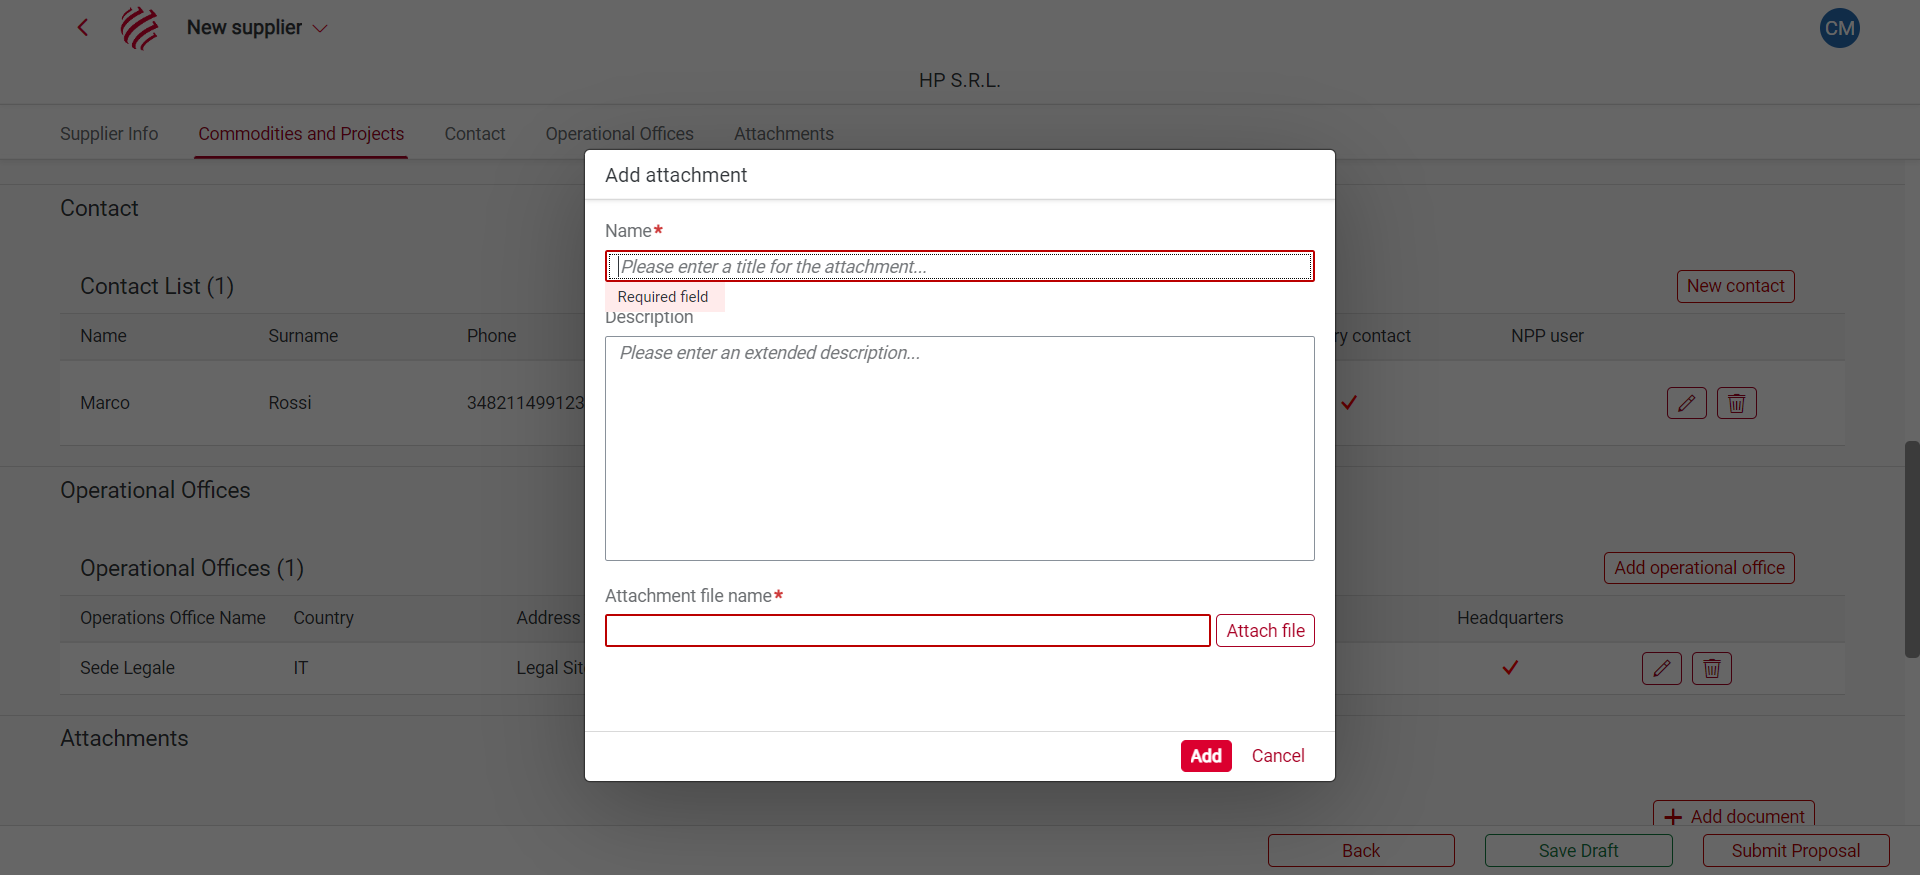 New supplier
CM
HP S.R.L.
Supplier Info Commodities and Projects Contact Operational Offices Attachments
Add attachment
Name*
Please enter a title for the attachment...
Required field
Description
Please enter an extended description...
Attachment file name*
Attach file
Add Cancel
Contact
Contact List (1)
New contact
Name Surname Phone ry contact NPP user
Marco Rossi 348211499123
Operational Offices
Operational Offices (1)
Add operational office
Operations Office Name Country Address Headquarters
Sede Legale IT Legal Sit
Attachments
Add document
Back Save Draft Submit Proposal